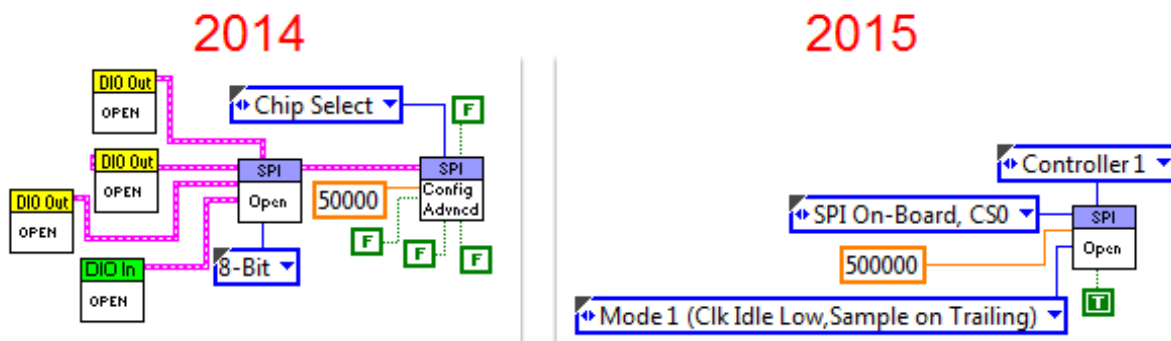 2014
2015
DIO Out
OPEN
Chip Select
F
DIO Out
OPEN
SPI
Open
SPI
Config
Advncd
50000
DIO Out
OPEN
F
F
F
DIO In
OPEN
8-Bit
Controller 1
SPI On-Board, CS0
SPI
Open
500000
T
Mode 1 (Clk Idle Low,Sample on Trailing)